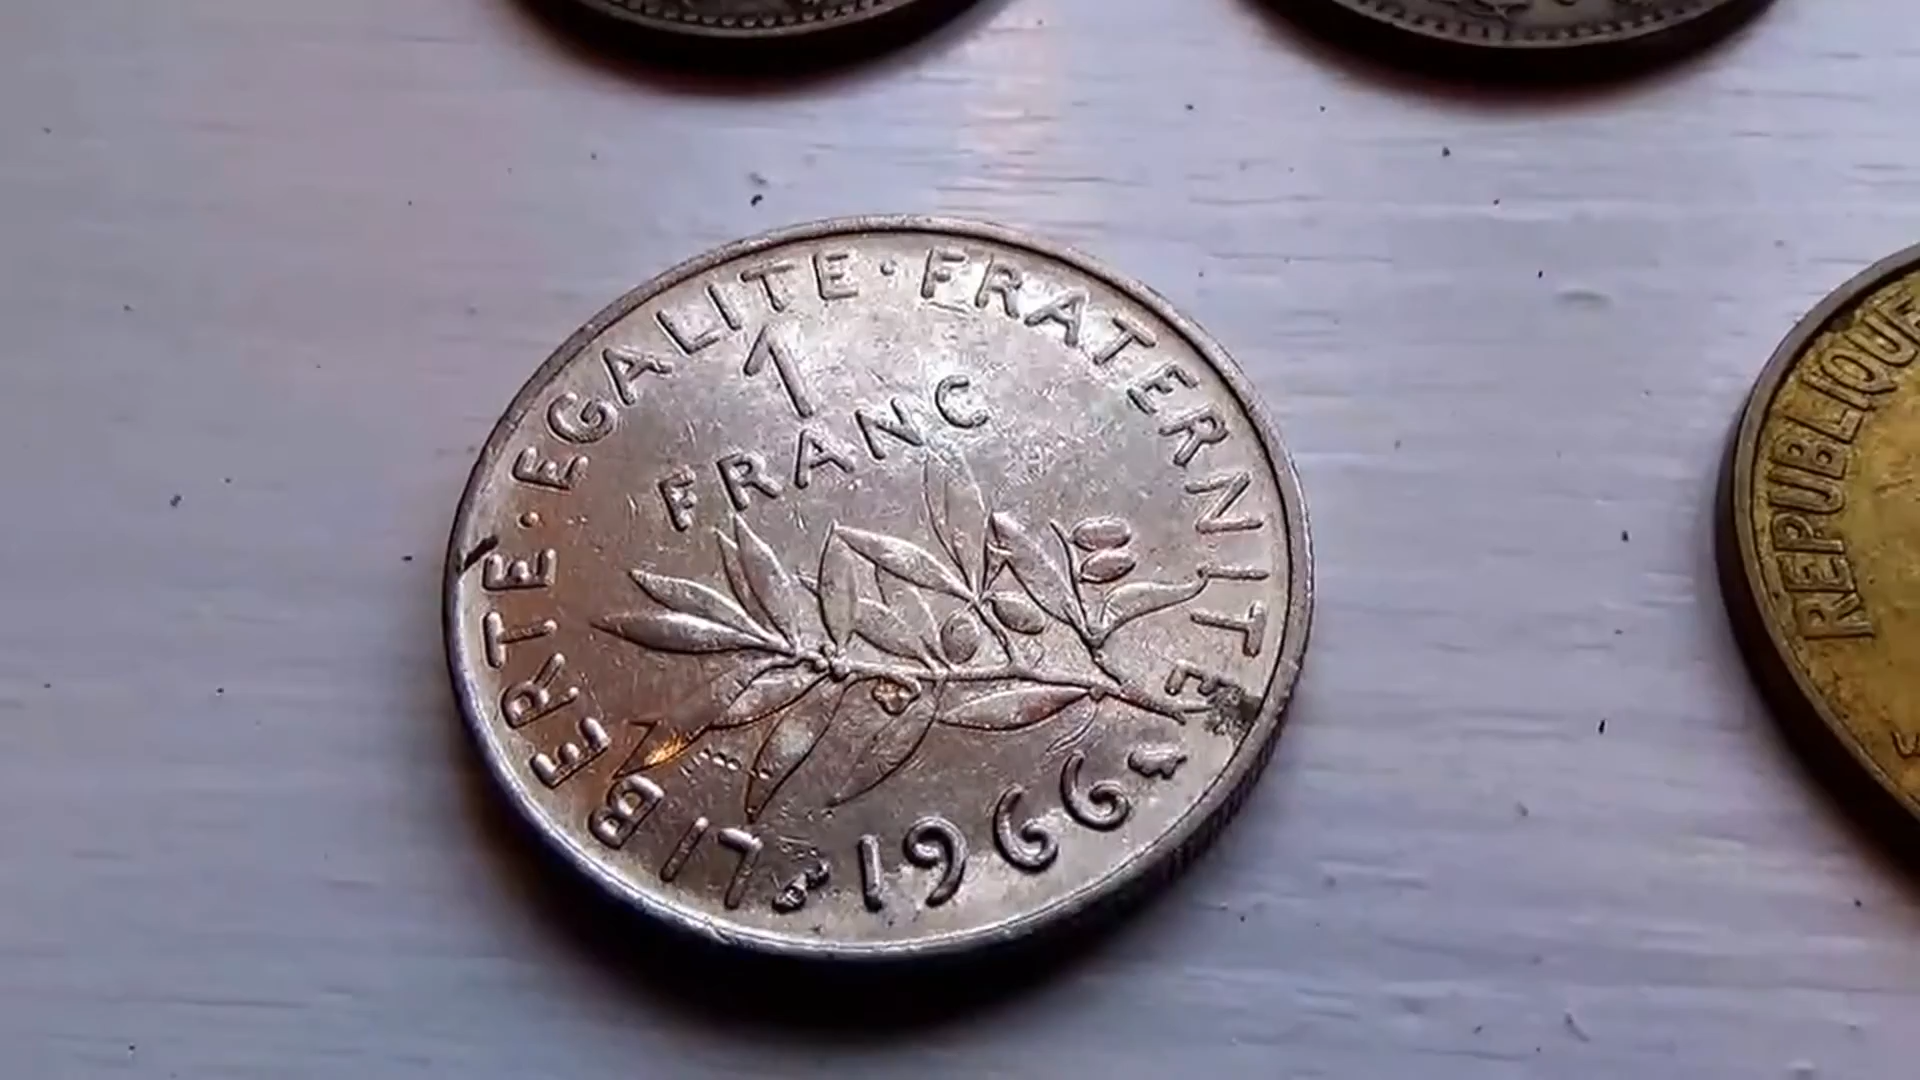 LIBERTE · EGALITE · FRATERNITE
1
FRANC
1966
REPUBLIQUE